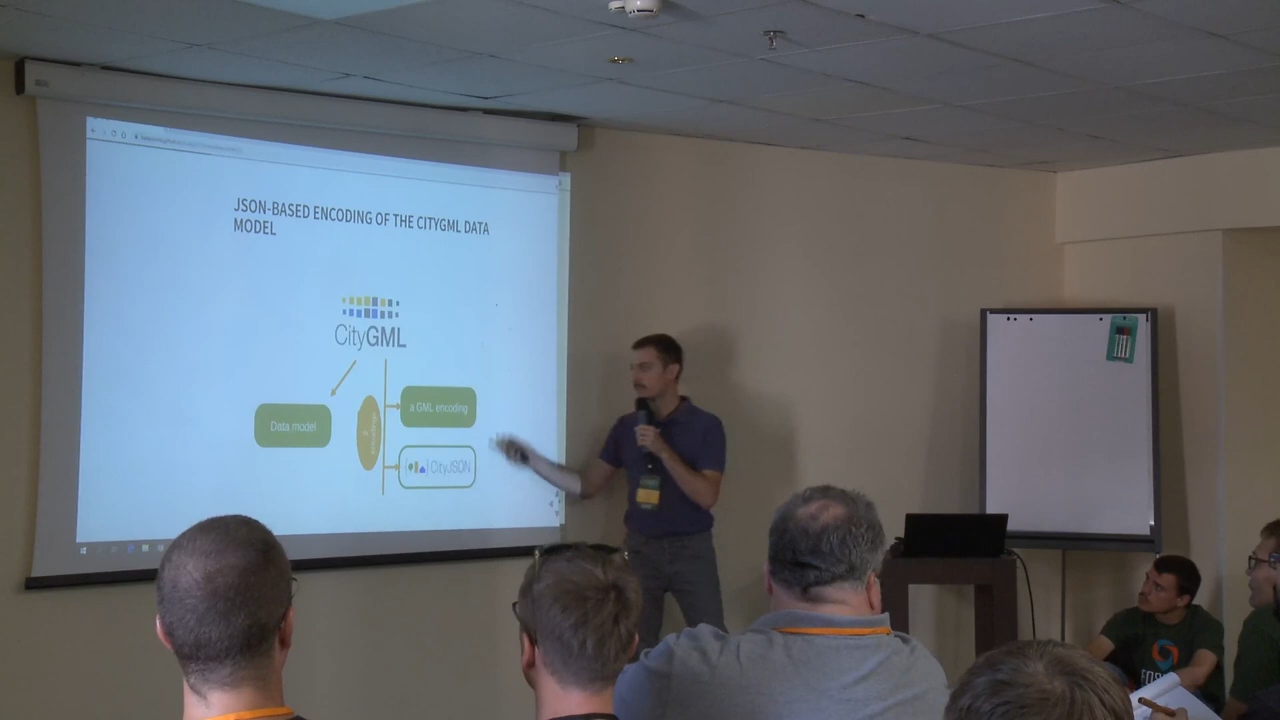 JSON-BASED ENCODING OF THE CITYGML DATA
MODEL
CityGML
a GML encoding
Data model
CityJSON